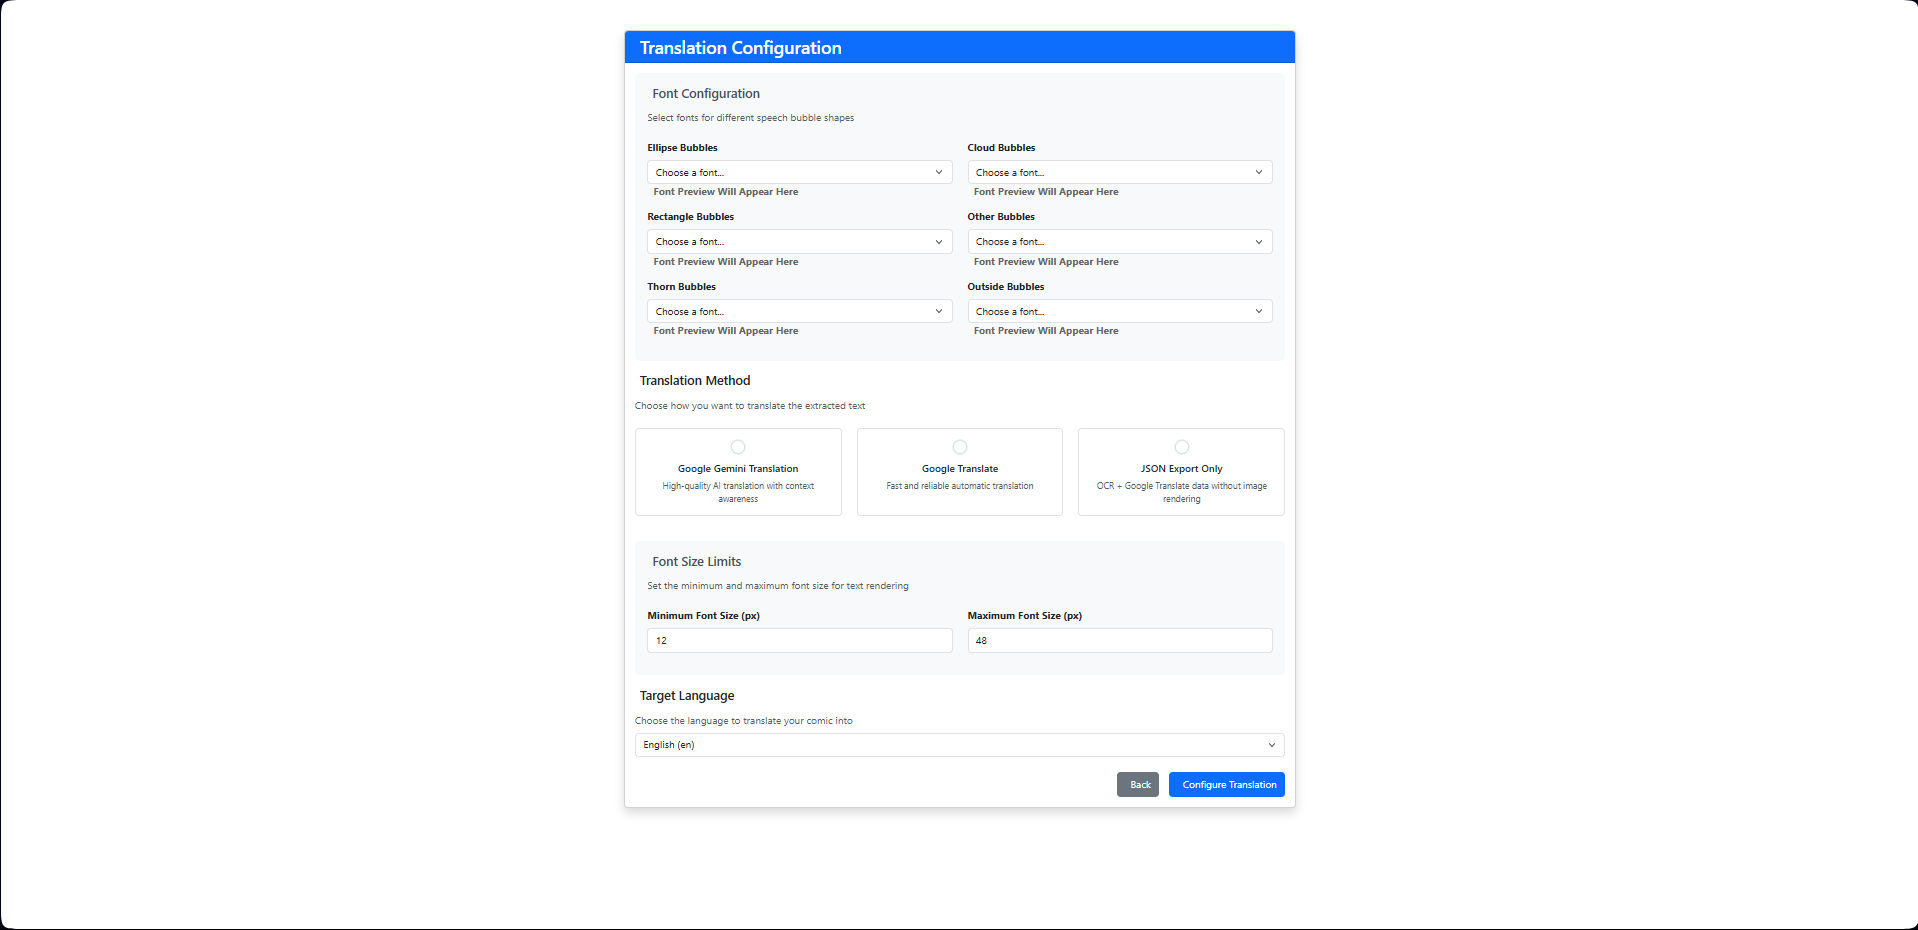 Translation Configuration
Font Configuration
Select fonts for different speech bubble shapes
Ellipse Bubbles
Choose a font...
Font Preview Will Appear Here
Cloud Bubbles
Choose a font...
Font Preview Will Appear Here
Rectangle Bubbles
Choose a font...
Font Preview Will Appear Here
Other Bubbles
Choose a font...
Font Preview Will Appear Here
Thorn Bubbles
Choose a font...
Font Preview Will Appear Here
Outside Bubbles
Choose a font...
Font Preview Will Appear Here
Translation Method
Choose how you want to translate the extracted text
Google Gemini Translation
High-quality AI translation with context
awareness
Google Translate
Fast and reliable automatic translation
JSON Export Only
OCR + Google Translate data without image
rendering
Font Size Limits
Set the minimum and maximum font size for text rendering
Minimum Font Size (px)
12
Maximum Font Size (px)
48
Target Language
Choose the language to translate your comic into
English (en)
Back
Configure Translation